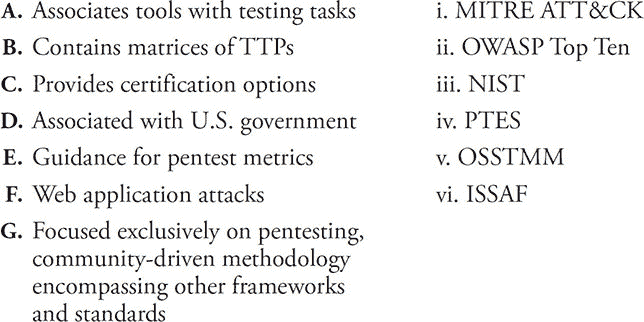 A. Associates tools with testing tasks
i. MITRE ATT&CK
B. Contains matrices of TTPs
ii. OWASP Top Ten
C. Provides certification options
iii. NIST
D. Associated with U.S. government
iv. PTES
E. Guidance for pentest metrics
v. OSSTMM
F. Web application attacks
vi. ISSAF
G. Focused exclusively on pentesting,
community-driven methodology
encompassing other frameworks
and standards